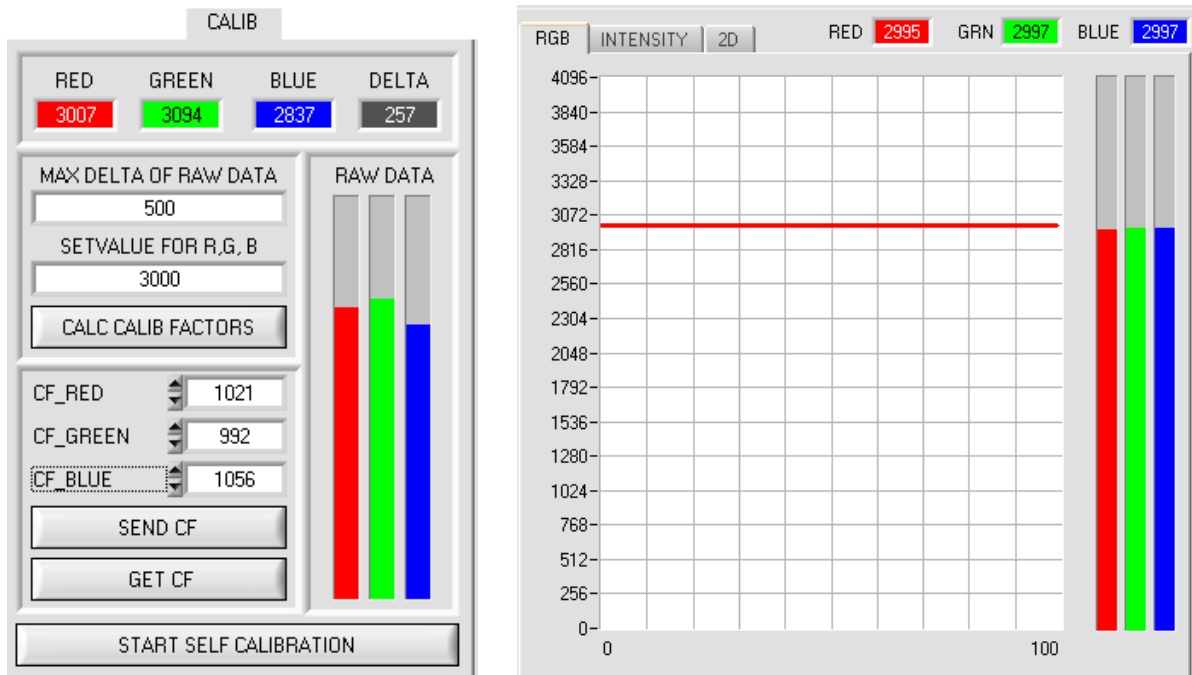 CALIB
RED GREEN BLUE DELTA
3007 3094 2837 257
MAX DELTA OF RAW DATA
500
SETVALUE FOR R,G, B
3000
CALC CALIB FACTORS
RAW DATA
CF_RED 1021
CF_GREEN 992
CF_BLUE 1056
SEND CF
GET CF
START SELF CALIBRATION
RGB INTENSITY 2D RED 2995 GRN 2997 BLUE 2997
4096
3840
3584
3328
3072
2816
2560
2304
2048
1792
1536
1280
1024
768
512
256
0
0 100